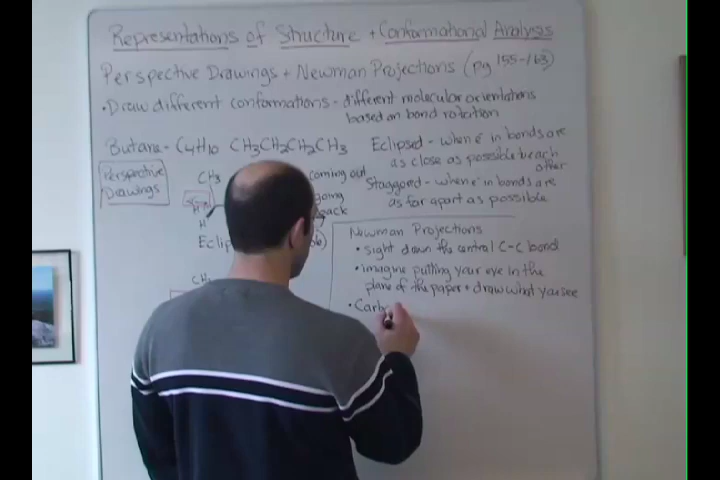 Representations of Structure + Conformational Analysis
Perspective Drawings + Newman Projections (pg 155-163)
• Draw different conformations - different molecular orientations
based on bond rotation
Butane - C4H10 CH3CH2CH2CH3
Perspective
Drawings
CH3
H
H
coming out
going
back
Ecli
CH3
Eclipsed - when e- in bonds are
as close as possible to each
other
Staggered - when e- in bonds are
as far apart as possible
Newman Projections
• sight down the central C-C bond
• imagine putting your eye in the
plane of the paper + draw what you see
• Carb